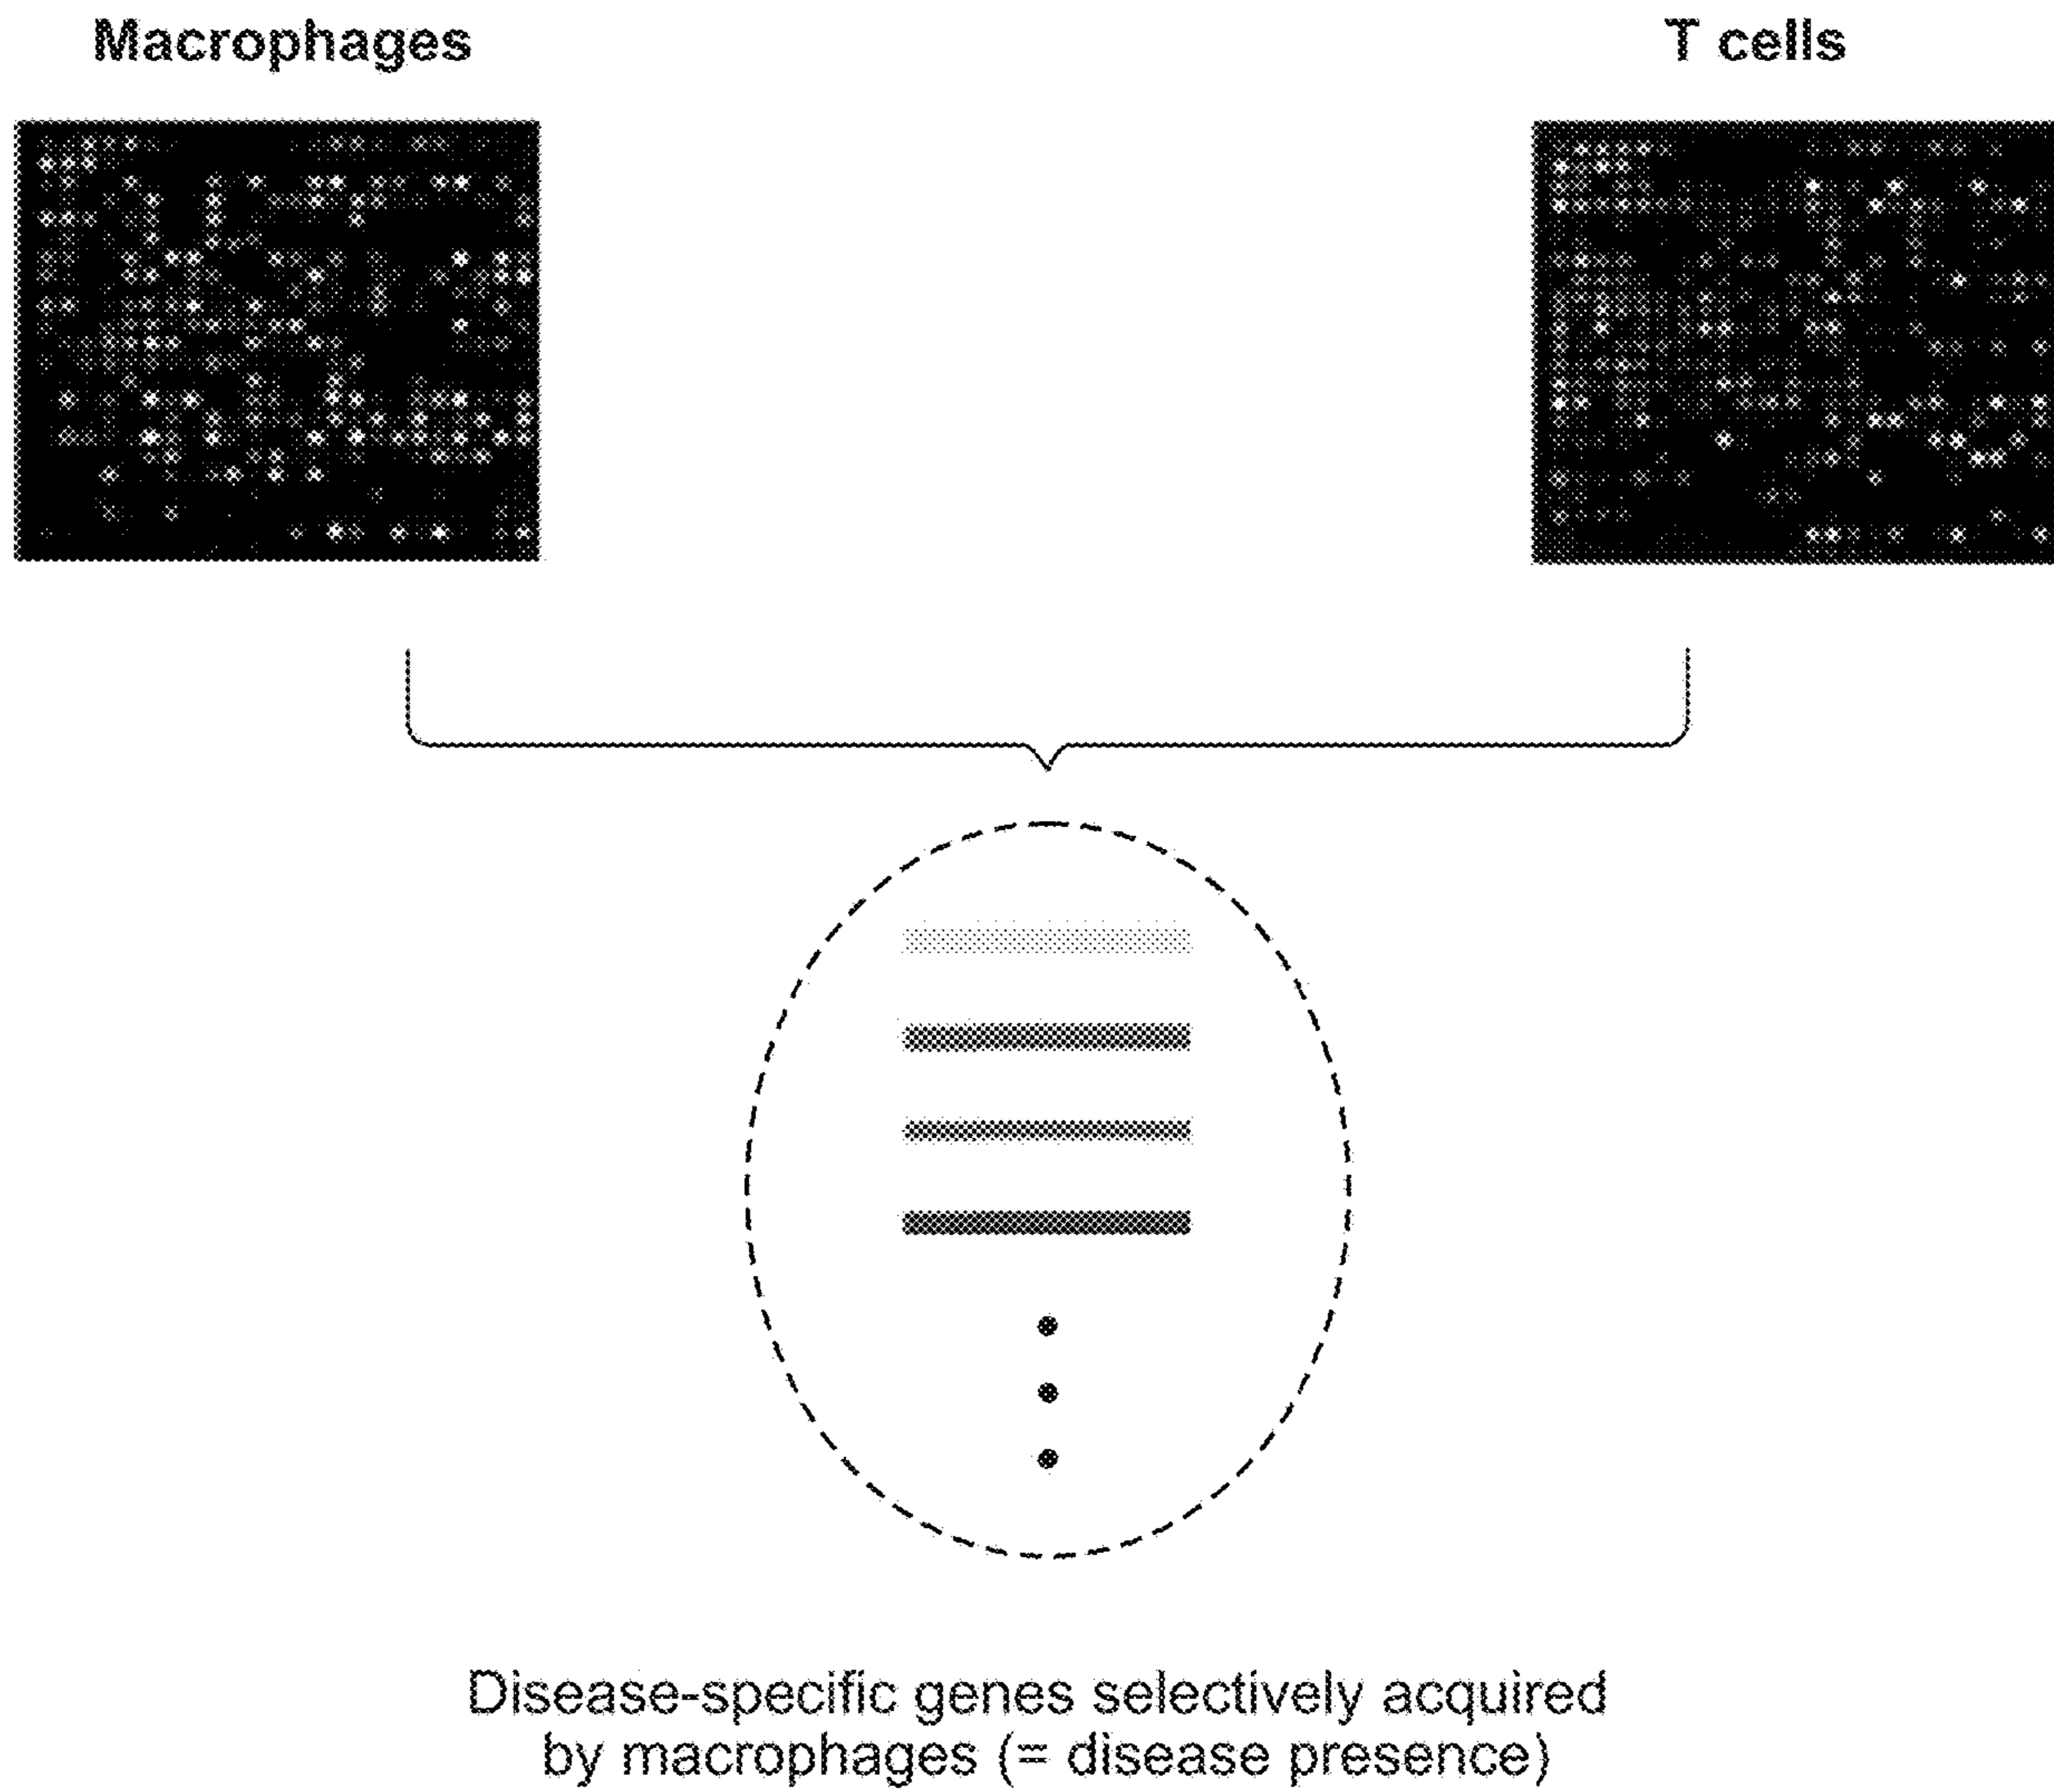 Macrophages
T cells
Disease-specific genes selectively acquired
by macrophages (= disease presence)